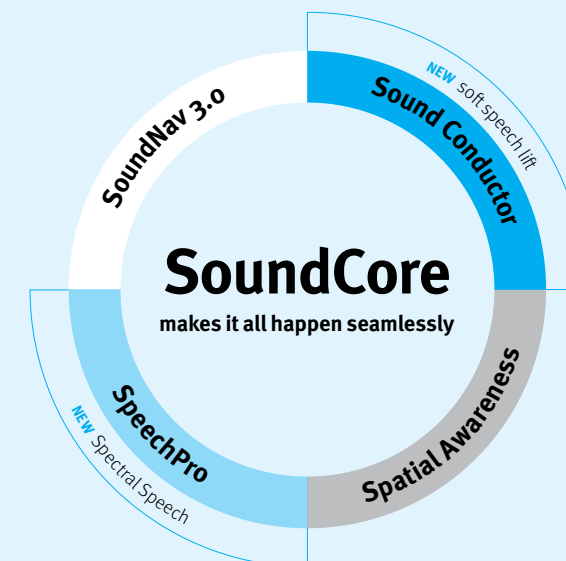 SoundNav 3.0
NEW soft speech lift
Sound Conductor
SoundCore
makes it all happen seamlessly
SpeechPro
NEW Spectral Speech
Spatial Awareness